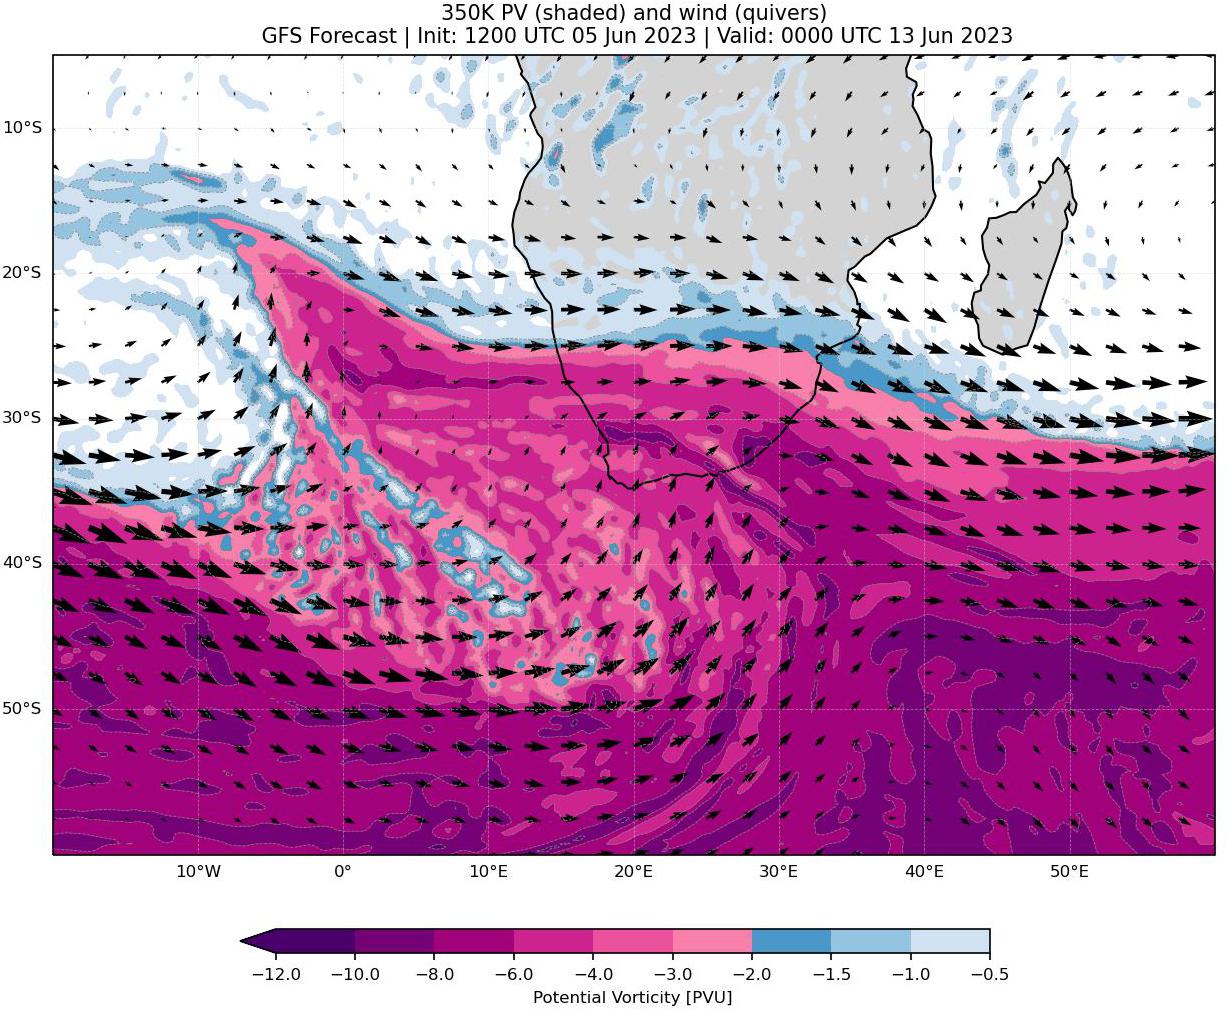 350K PV (shaded) and wind (quivers)
GFS Forecast | Init: 1200 UTC 05 Jun 2023 | Valid: 0000 UTC 13 Jun 2023
10°S
20°S
30°S
40°S
50°S
10°W 0° 10°E 20°E 30°E 40°E 50°E
−12.0 −10.0 −8.0 −6.0 −4.0 −3.0 −2.0 −1.5 −1.0 −0.5
Potential Vorticity [PVU]